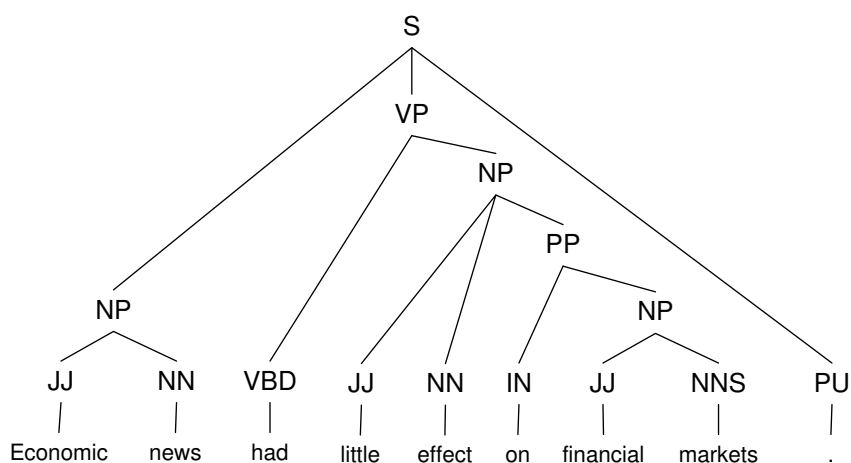 S
VP
NP
PP
NP NP
JJ NN VBD JJ NN IN JJ NNS PU
Economic news had little effect on financial markets .